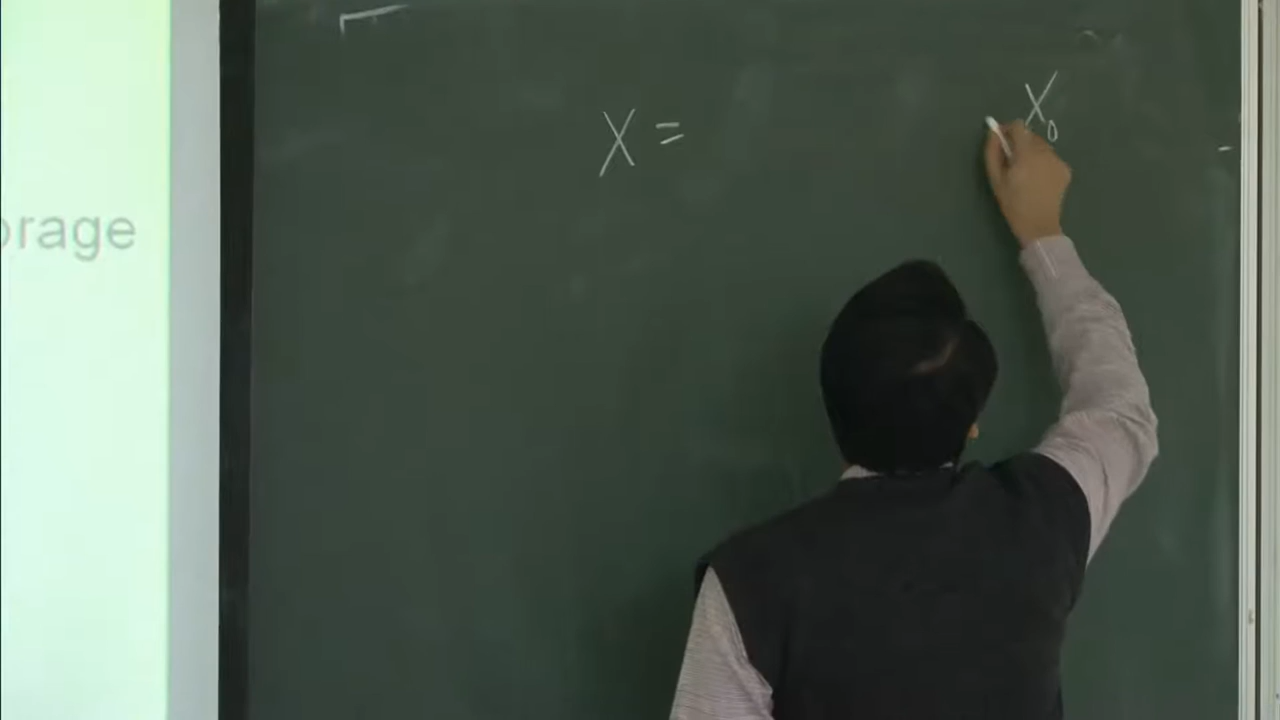 X = X₀
orage